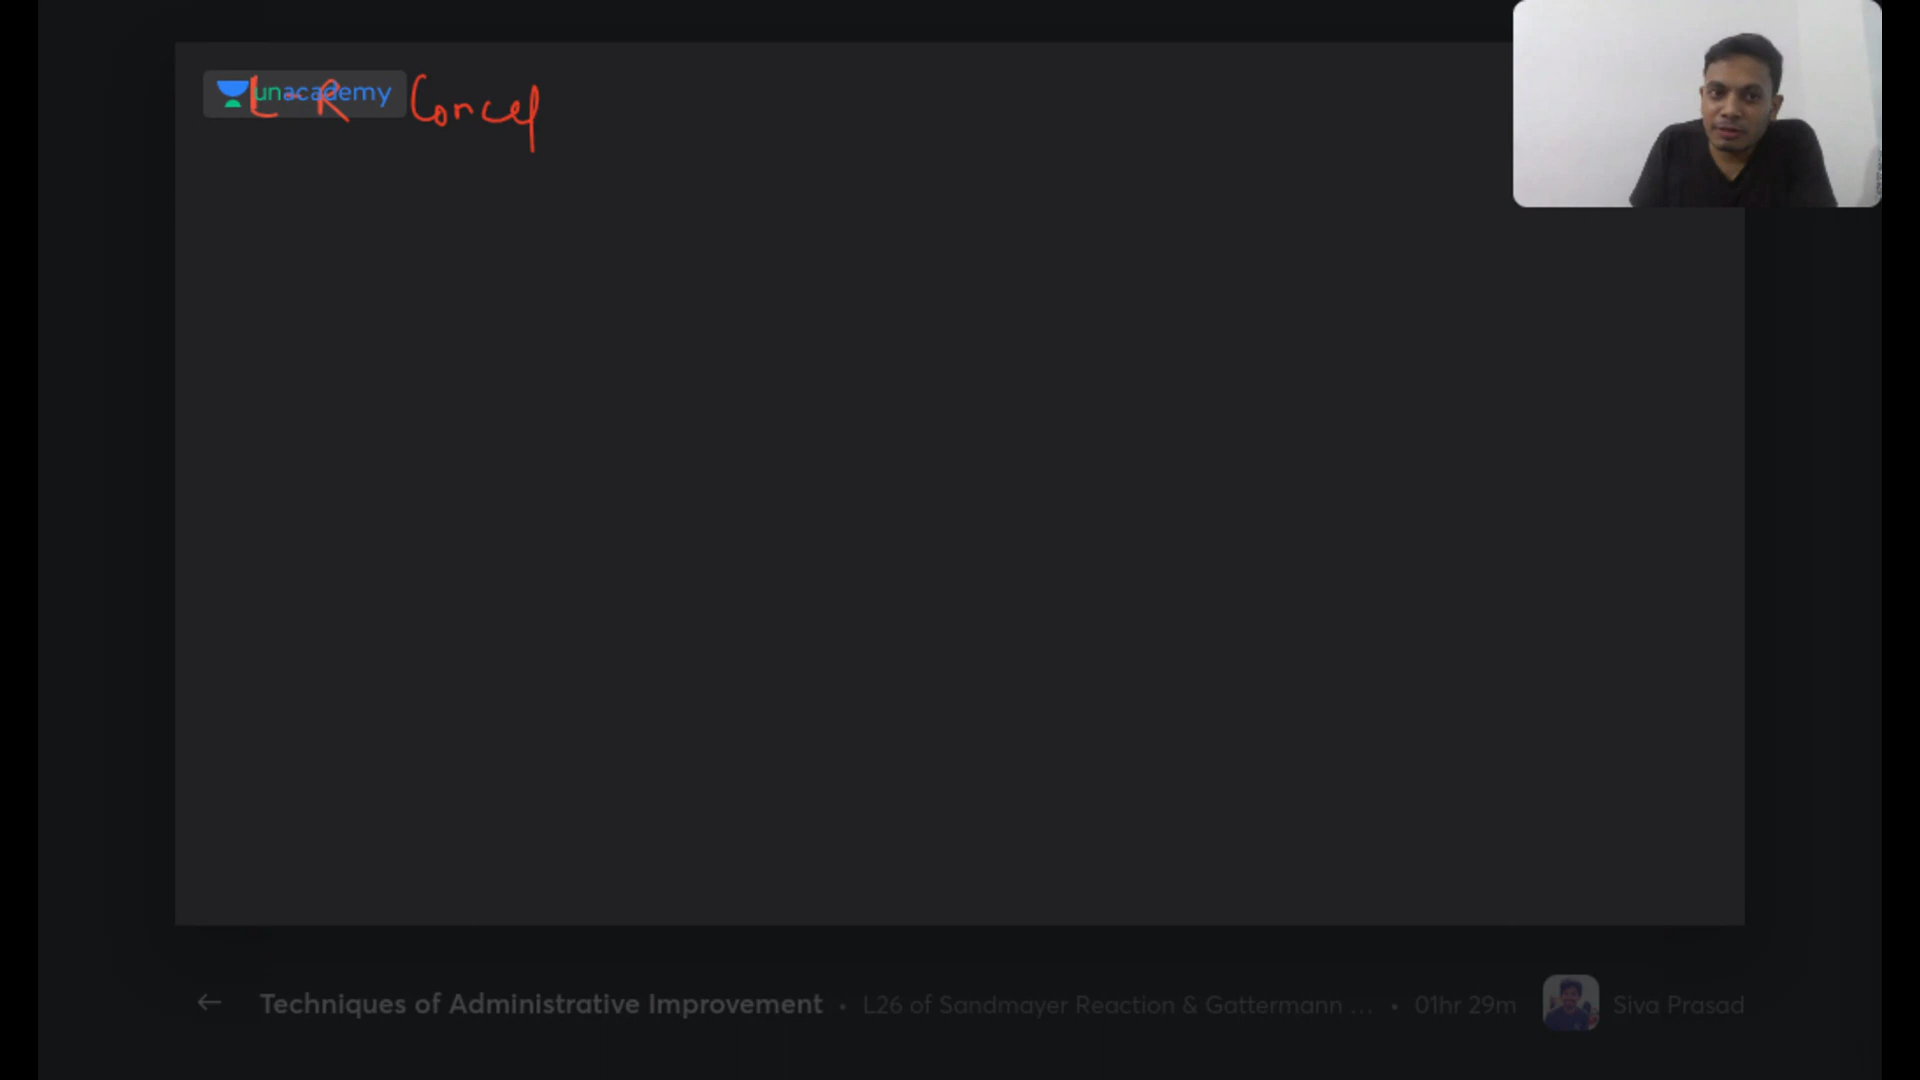 unacademy
L - R Concep
Techniques of Administrative Improvement • L26 of Sandmayer Reaction & Gattermann ... • 01hr 29m Siva Prasad